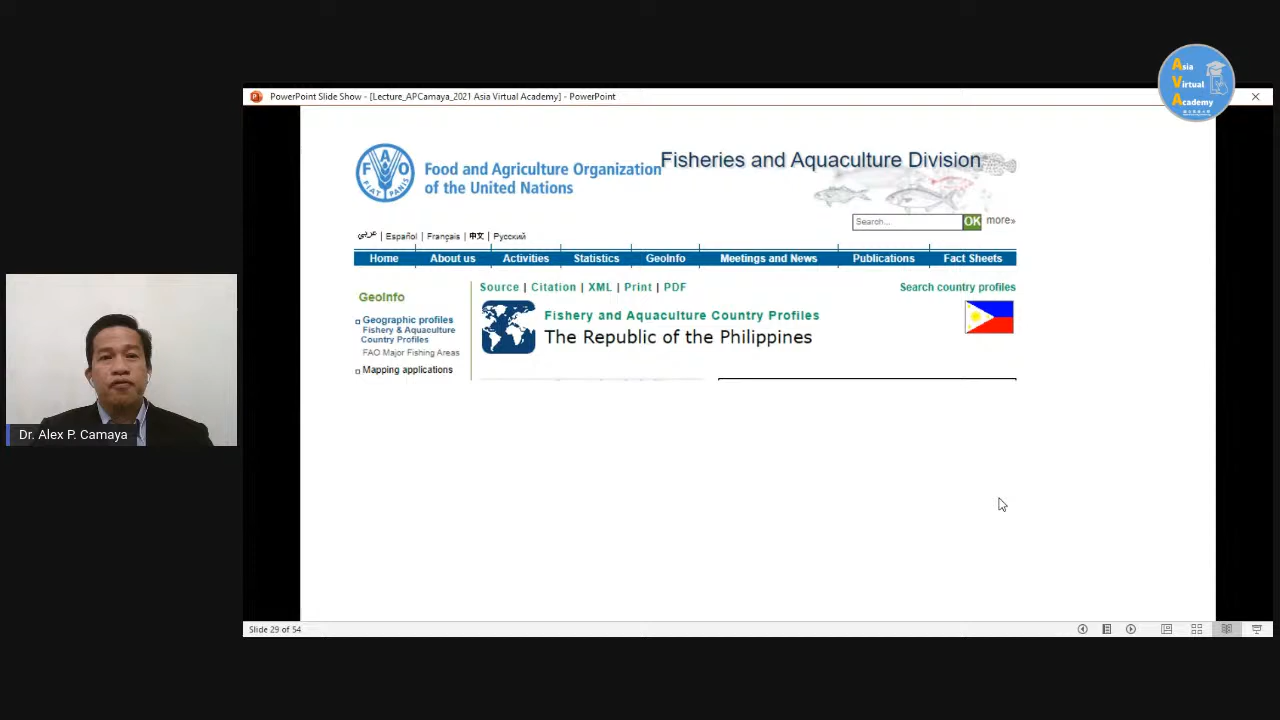 Asia
Virtual
Academy
PowerPoint Slide Show - [Lecture_APCamaya_2021 Asia Virtual Academy] - PowerPoint
FAO
FIAT PANIS
Food and Agriculture Organization
of the United Nations
Fisheries and Aquaculture Division
Search...
OK
more»
عربي | Español | Français | 中文 | Русский
Home
About us
Activities
Statistics
GeoInfo
Meetings and News
Publications
Fact Sheets
GeoInfo
Geographic profiles
Fishery & Aquaculture
Country Profiles
FAO Major Fishing Areas
Mapping applications
Source | Citation | XML | Print | PDF
Search country profiles
Fishery and Aquaculture Country Profiles
The Republic of the Philippines
Dr. Alex P. Camaya
Slide 29 of 54